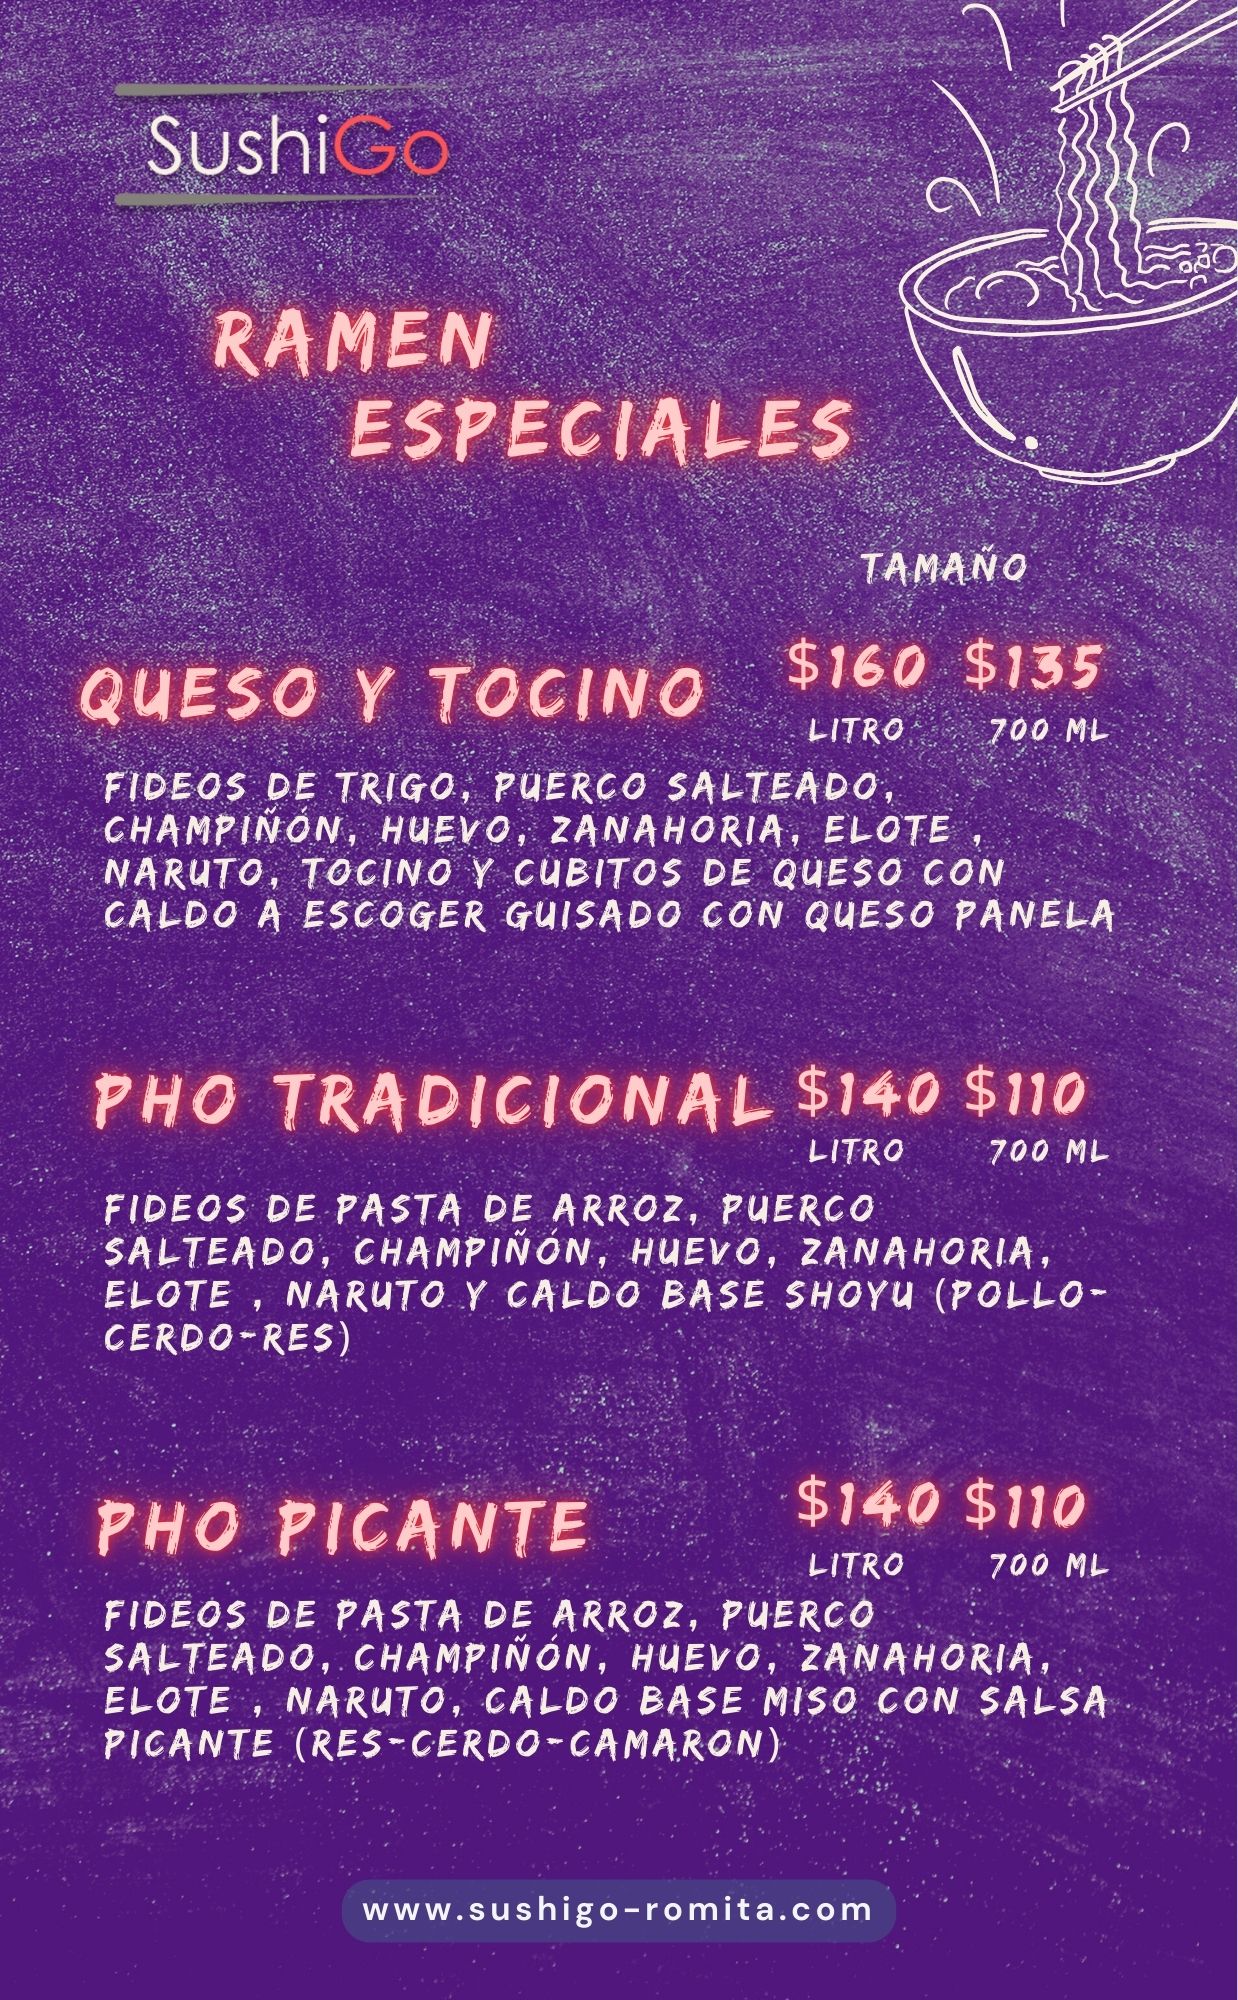 SushiGo
RAMEN
ESPECIALES
TAMAÑO
QUESO Y TOCINO
$160 $135
LITRO 700 ML
FIDEOS DE TRIGO, PUERCO SALTEADO,
CHAMPIÑÓN, HUEVO, ZANAHORIA, ELOTE ,
NARUTO, TOCINO Y CUBITOS DE QUESO CON
CALDO A ESCOGER GUISADO CON QUESO PANELA
PHO TRADICIONAL $140 $110
LITRO 700 ML
FIDEOS DE PASTA DE ARROZ, PUERCO
SALTEADO, CHAMPIÑÓN, HUEVO, ZANAHORIA,
ELOTE , NARUTO Y CALDO BASE SHOYU (POLLO-
CERDO-RES)
PHO PICANTE
$140 $110
LITRO 700 ML
FIDEOS DE PASTA DE ARROZ, PUERCO
SALTEADO, CHAMPIÑÓN, HUEVO, ZANAHORIA,
ELOTE , NARUTO, CALDO BASE MISO CON SALSA
PICANTE (RES-CERDO-CAMARON)
www.sushigo-romita.com